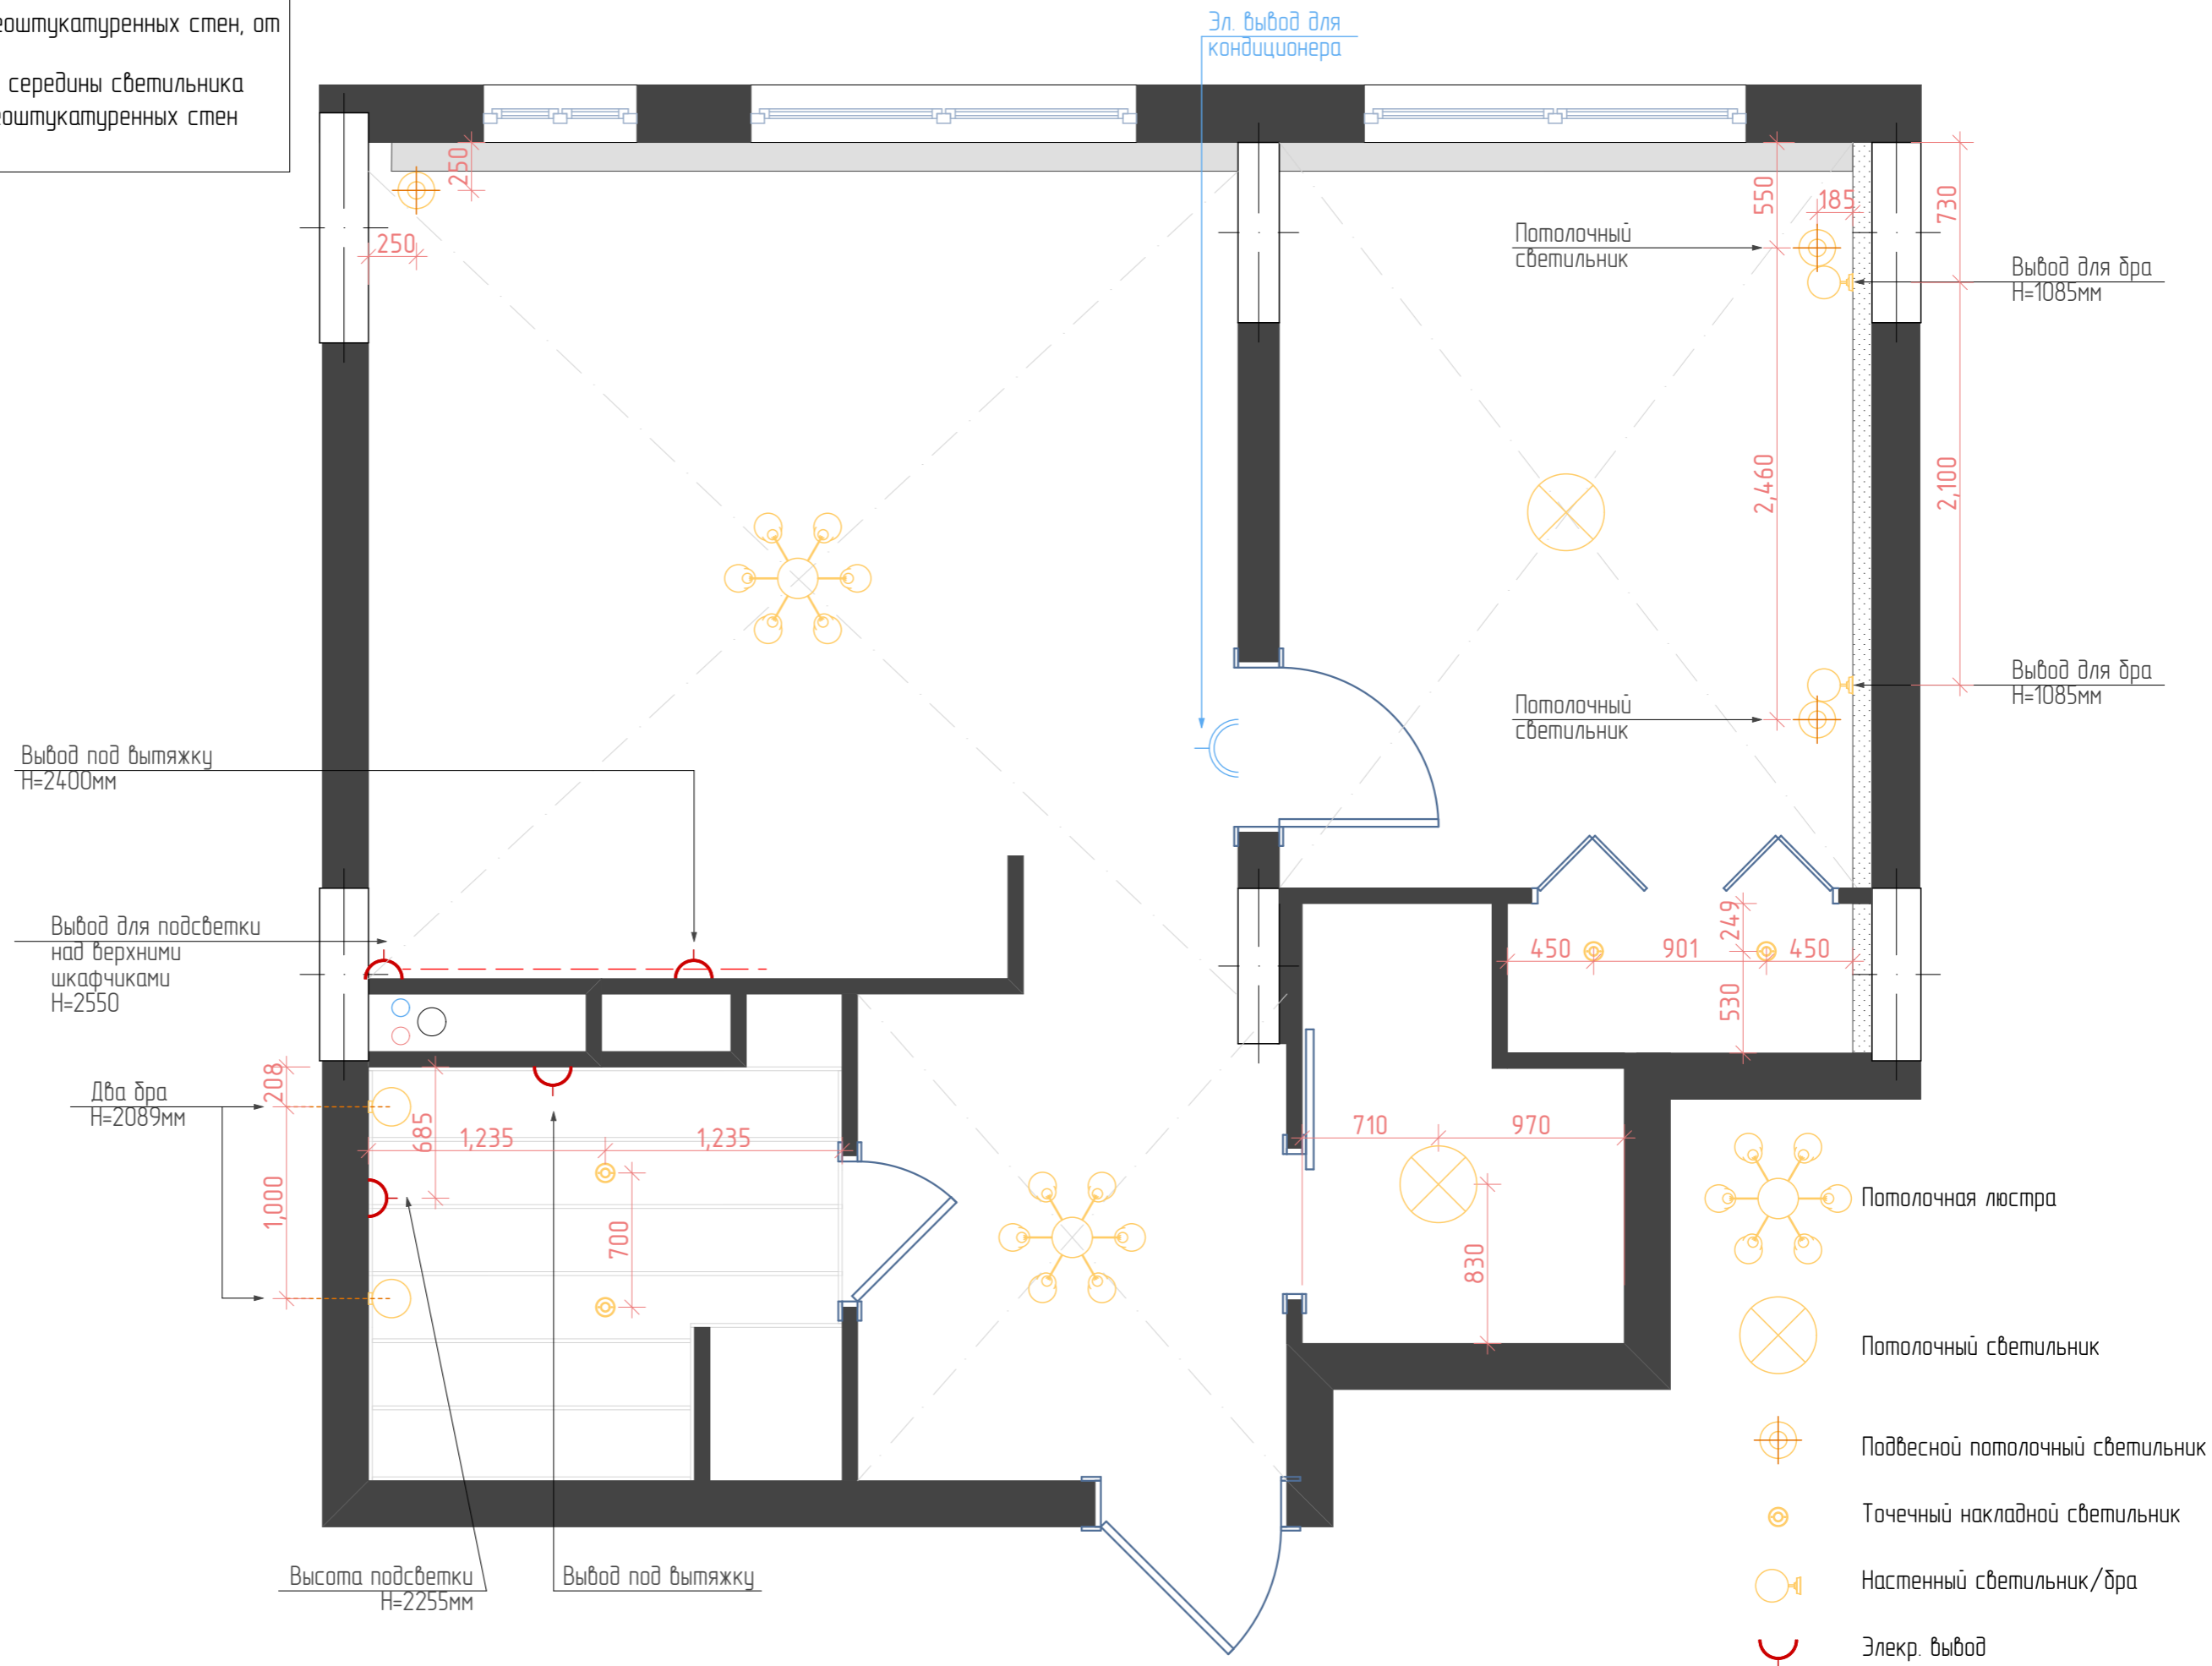 оштукатуренных стен, от
середины светильника
оштукатуренных стен
Эл. вывод для
кондиционера
250
250
550
185
730
Потолочный
светильник
Вывод для бра
H=1085мм
2,460
2,100
Вывод для бра
H=1085мм
Потолочный
светильник
Вывод под вытяжку
H=2400мм
Вывод для подсветки
над верхними
шкафчиками
H=2550
450
901
249
450
530
Два бра
H=2089мм
208
1,000
685
1,235
1,235
700
710
970
830
Потолочная люстра
Потолочный светильник
Подвесной потолочный светильник
Точечный накладной светильник
Настенный светильник/бра
Элекр. вывод
Высота подсветки
H=2255мм
Вывод под вытяжку